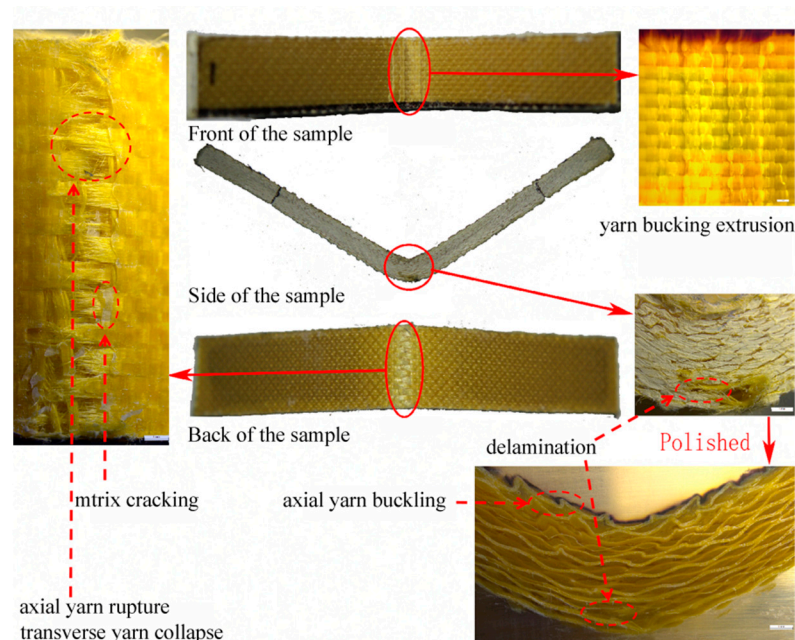 Front of the sample
yarn bucking extrusion
Side of the sample
Back of the sample
delamination
Polished
mtrix cracking
axial yarn buckling
axial yarn rupture
transverse yarn collapse